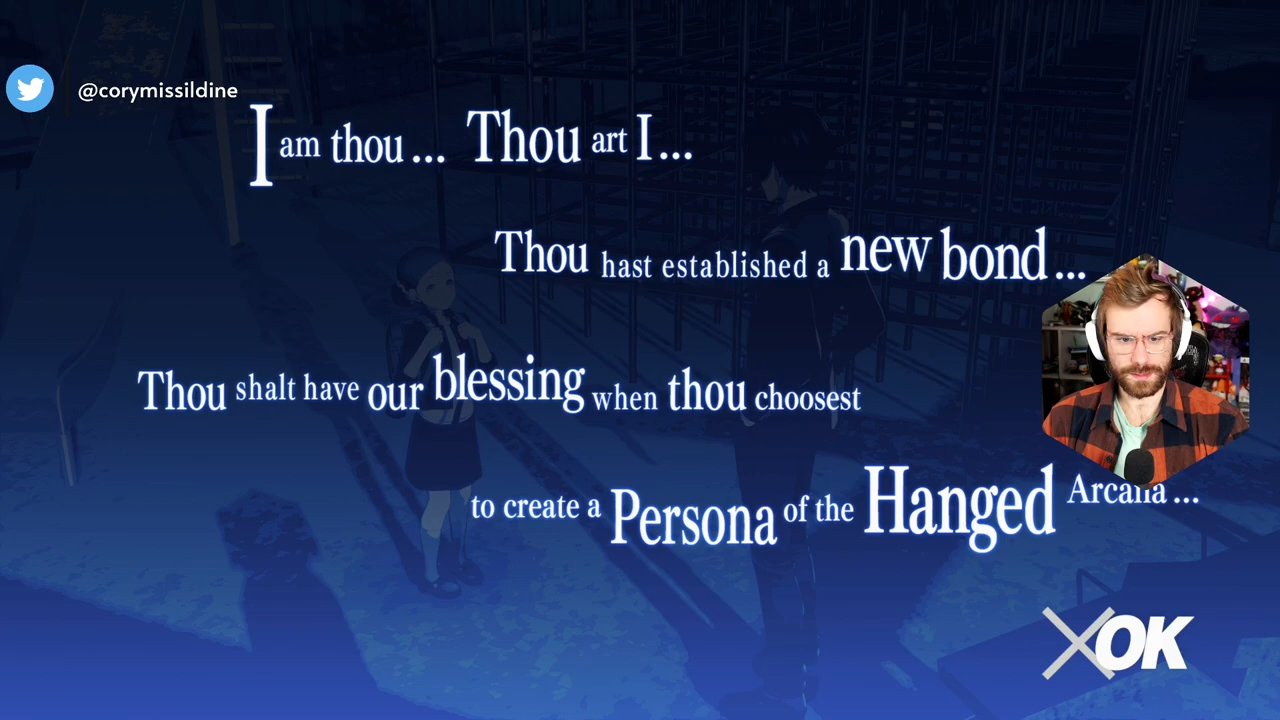 @corymissildine
I am thou... Thou art I...
Thou hast established a new bond...
Thou shalt have our blessing when thou choosest
to create a Persona of the Hanged Arcana...
OK